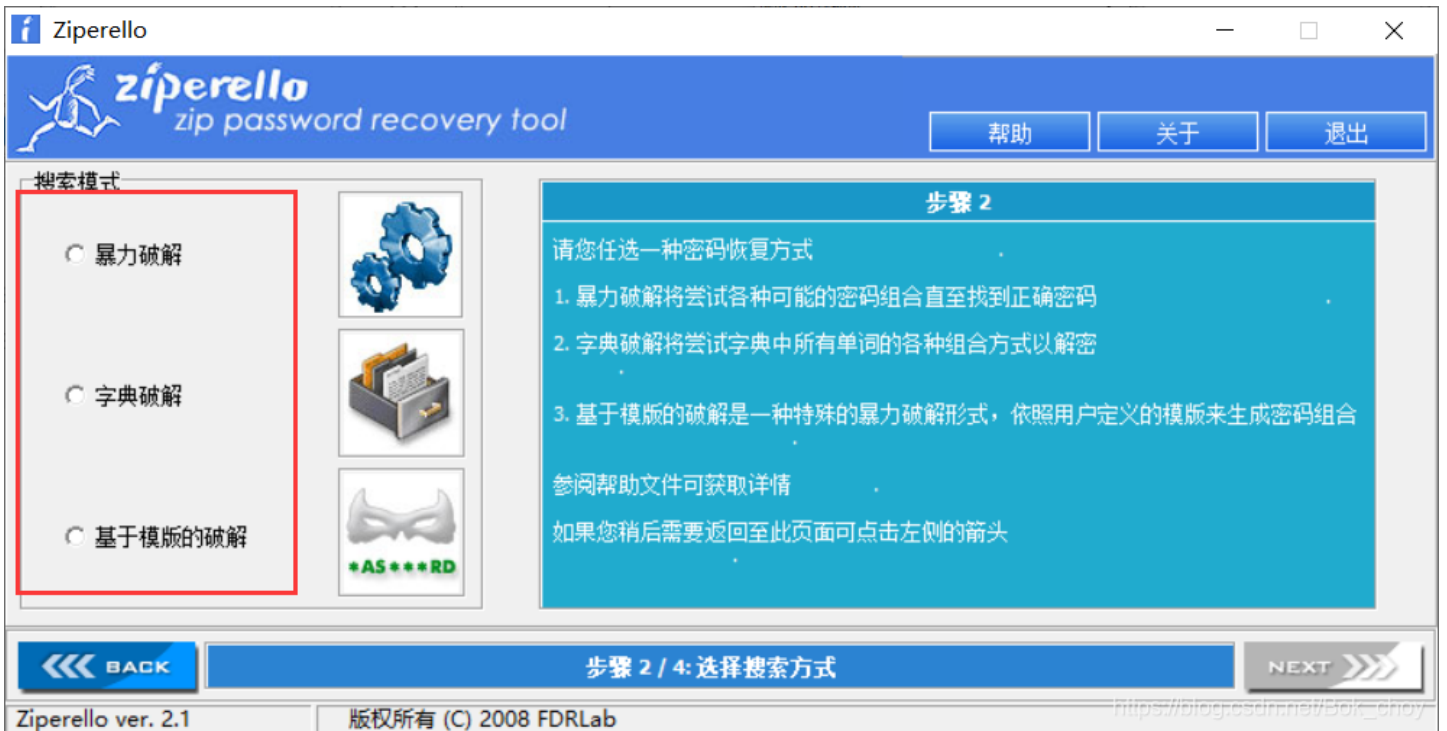 Ziperello
ziperello
zip password recovery tool
帮助
关于
退出
搜索模式
暴力破解
字典破解
基于模版的破解
*AS***RD
步骤 2
请您任选一种密码恢复方式
1. 暴力破解将尝试各种可能的密码组合直至找到正确密码
2. 字典破解将尝试字典中所有单词的各种组合方式以解密
3. 基于模版的破解是一种特殊的暴力破解形式，依照用户定义的模版来生成密码组合
参阅帮助文件可获取详情
如果您稍后需要返回至此页面可点击左侧的箭头
BACK
步骤 2 / 4: 选择搜索方式
NEXT
Ziperello ver. 2.1
版权所有 (C) 2008 FDRLab
https://blog.csdn.net/Bok_choy